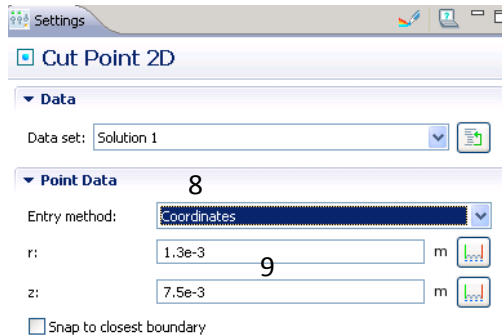 Settings
Cut Point 2D
Data
Data set: Solution 1
Point Data
8
Entry method: Coordinates
r: 1.3e-3 m
9
z: 7.5e-3 m
Snap to closest boundary